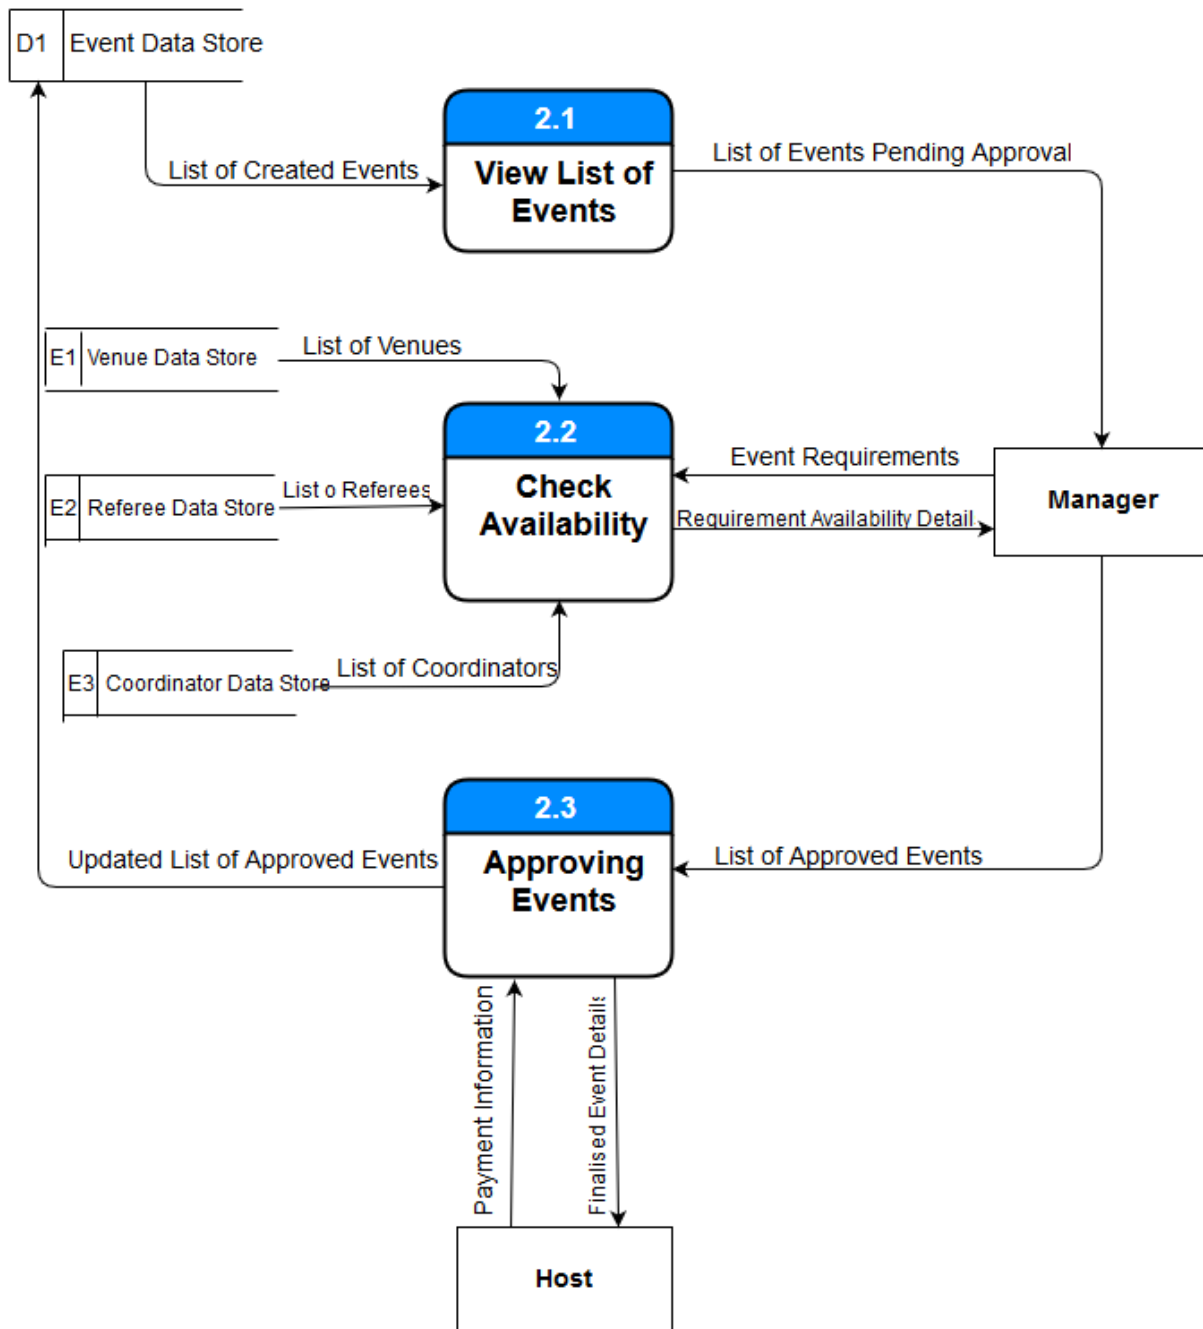 D1 Event Data Store
2.1
View List of
Events
List of Created Events
List of Events Pending Approval
E1 Venue Data Store
List of Venues
2.2
Check
Availability
Event Requirements
Manager
E2 Referee Data Store
List o Referees
Requirement Availability Detail
E3 Coordinator Data Store
List of Coordinators
2.3
Approving
Events
Updated List of Approved Events
List of Approved Events
Payment Information
Finalised Event Details
Host